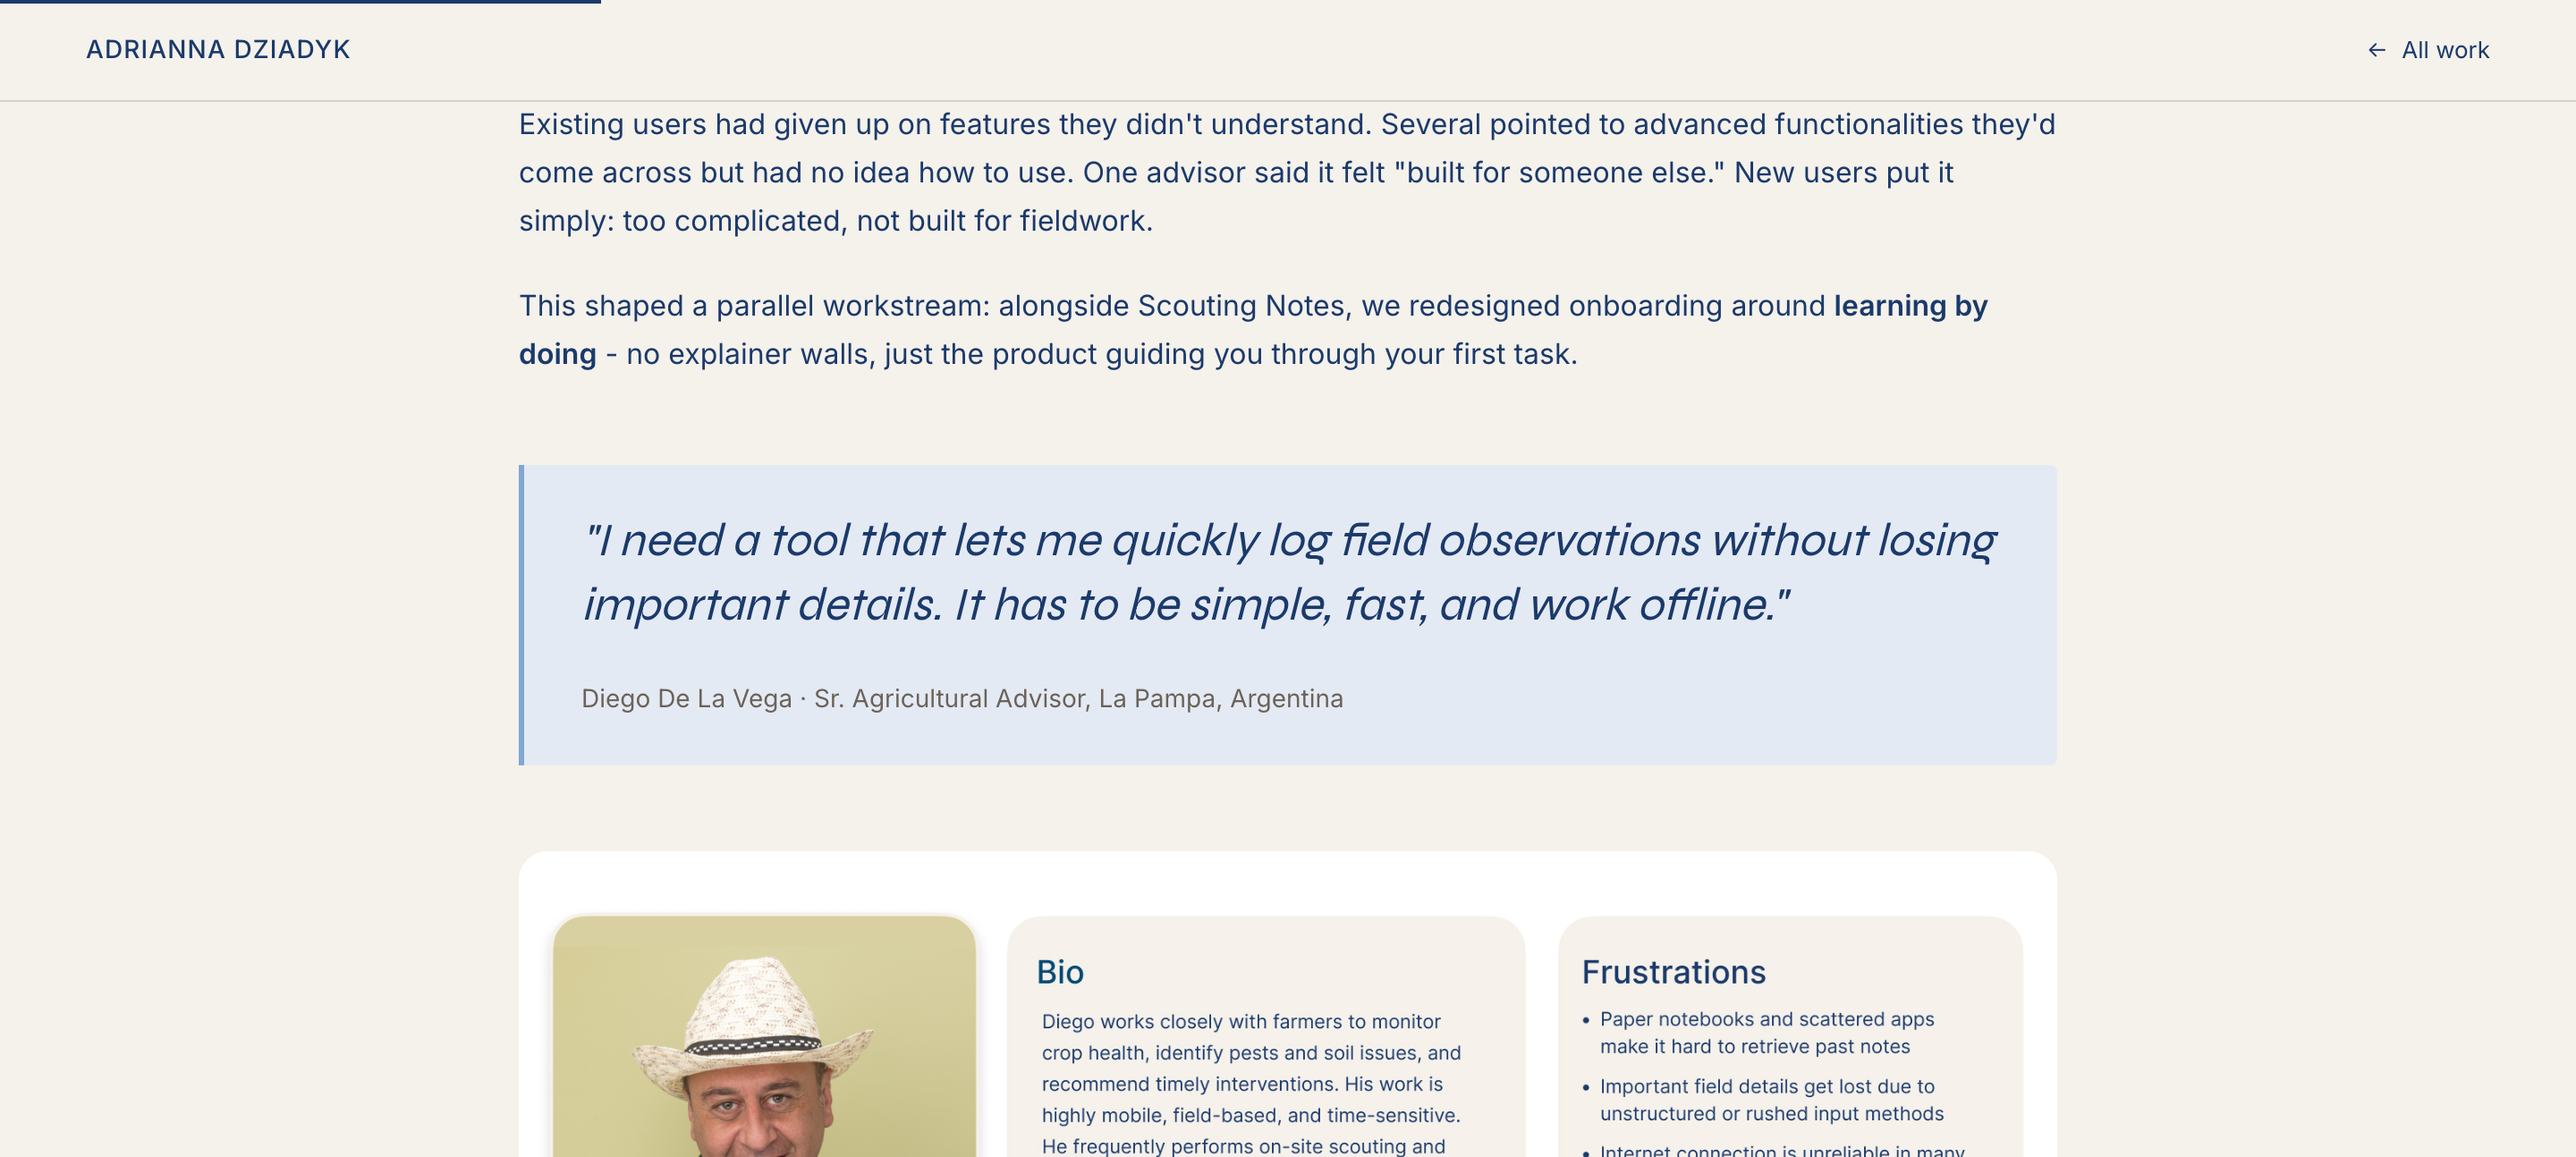 ADRIANNA DZIADYK
← All work
Existing users had given up on features they didn't understand. Several pointed to advanced functionalities they'd
come across but had no idea how to use. One advisor said it felt "built for someone else." New users put it
simply: too complicated, not built for fieldwork.
This shaped a parallel workstream: alongside Scouting Notes, we redesigned onboarding around learning by
doing - no explainer walls, just the product guiding you through your first task.
"I need a tool that lets me quickly log field observations without losing
important details. It has to be simple, fast, and work offline."
Diego De La Vega · Sr. Agricultural Advisor, La Pampa, Argentina
Bio
Diego works closely with farmers to monitor
crop health, identify pests and soil issues, and
recommend timely interventions. His work is
highly mobile, field-based, and time-sensitive.
He frequently performs on-site scouting and
Frustrations
• Paper notebooks and scattered apps
make it hard to retrieve past notes
• Important field details get lost due to
unstructured or rushed input methods
• Internet connection is unreliable in many